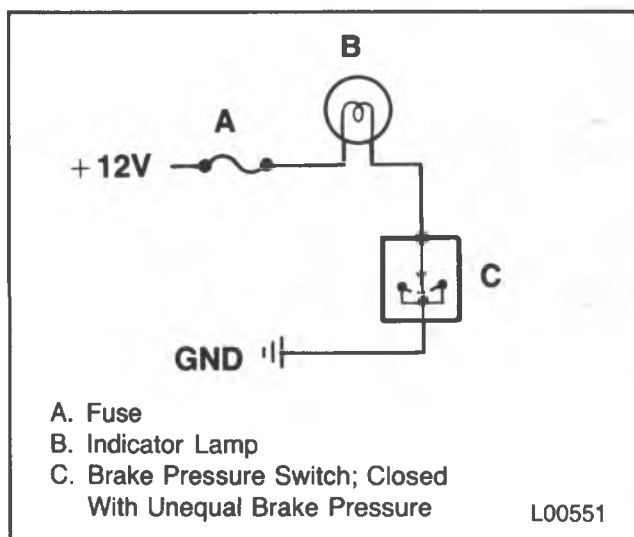 B
A
+12V
C
GND
A. Fuse
B. Indicator Lamp
C. Brake Pressure Switch; Closed
With Unequal Brake Pressure
L00551